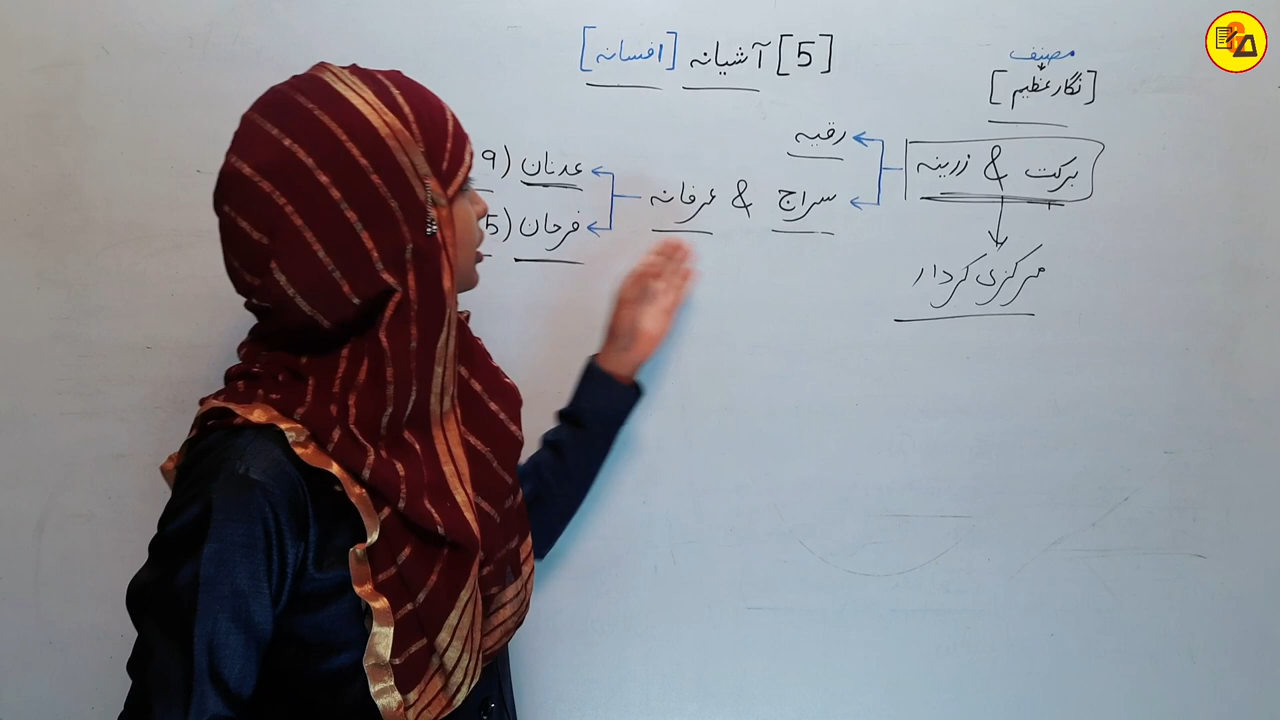 [5] آشیانہ [افسانہ]
مصنف
[نگار عظیم]
برکت & زرینہ
رقیہ
سراج & عرفانہ
عدنان (9
فرحان (5
مرکزی کردار